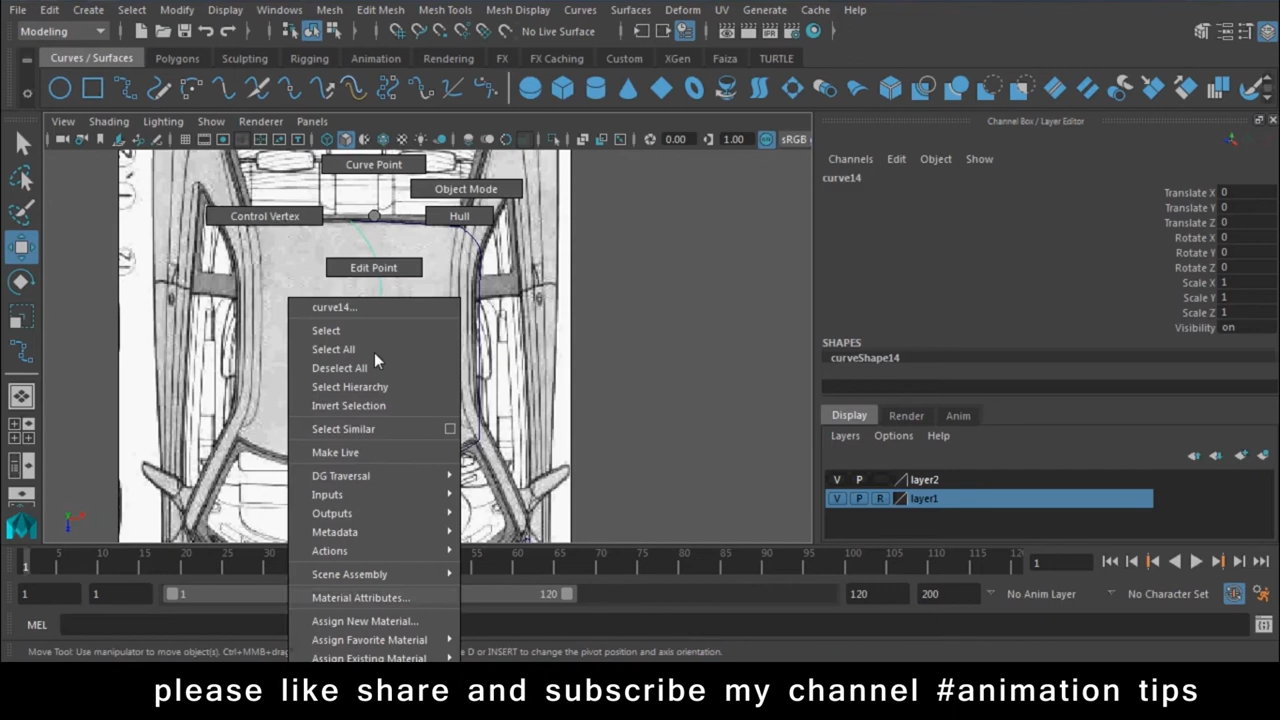 File Edit Create Select Modify Display Windows Mesh Edit Mesh Mesh Tools Mesh Display Curves Surfaces Deform UV Generate Cache Help
Modeling No Live Surface
Curves / Surfaces Polygons Sculpting Rigging Animation Rendering FX FX Caching Custom XGen Faiza TURTLE
View Shading Lighting Show Renderer Panels
0.00 1.00 sRGB
Channel Box / Layer Editor
Channels Edit Object Show
curve14
Translate X 0
Translate Y 0
Translate Z 0
Rotate X 0
Rotate Y 0
Rotate Z 0
Scale X 1
Scale Y 1
Scale Z 1
Visibility on
SHAPES
curveShape14
Display Render Anim
Layers Options Help
V P layer2
V P R layer1
Curve Point
Object Mode
Control Vertex Hull
Edit Point
curve14...
Select
Select All
Deselect All
Select Hierarchy
Invert Selection
Select Similar
Make Live
DG Traversal
Inputs
Outputs
Metadata
Actions
Scene Assembly
Material Attributes...
Assign New Material...
Assign Favorite Material
Assign Existing Material
5 10 15 20 25 30 55 60 65 70 75 80 85 90 95 100 105 110 115 12
1 1
1 1 1 120 120 200 No Anim Layer No Character Set
MEL
Move Tool: Use manipulator to move object(s). Ctrl+MMB+drag
e D or INSERT to change the pivot position and axis orientation.
please like share and subscribe my channel #animation tips